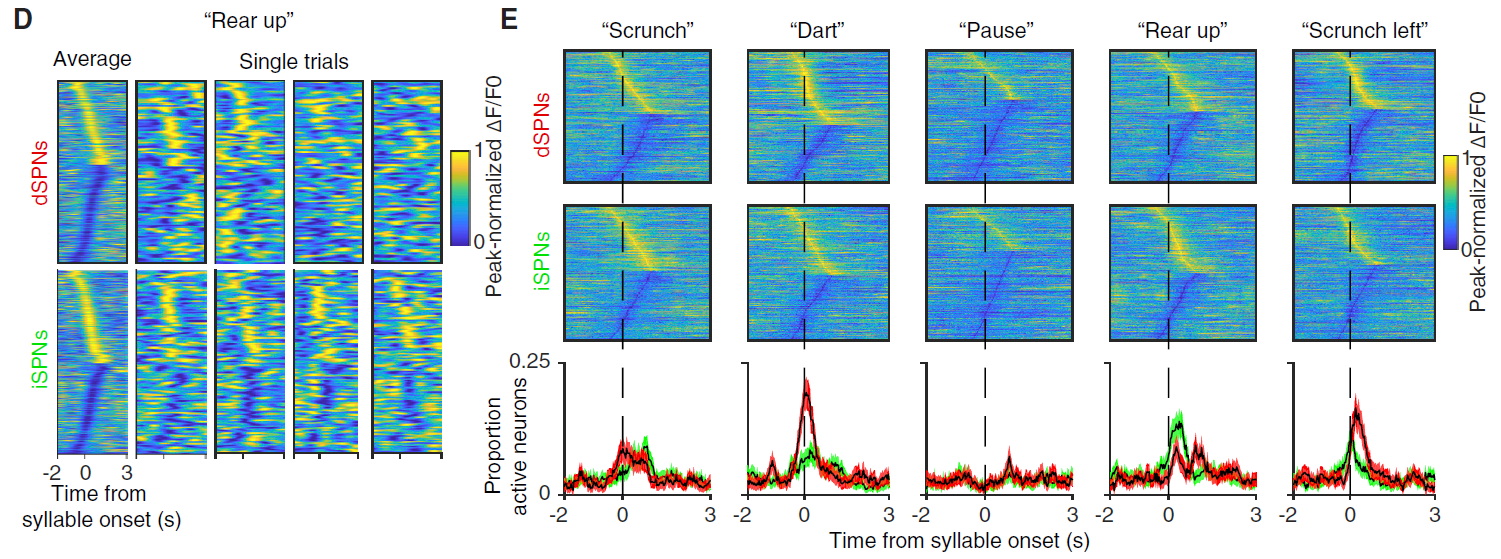 D
"Rear up"
Average
Single trials
dSPNs
iSPNs
1
0
Peak-normalized ΔF/F0
-2 0 3
Time from
syllable onset (s)
E
"Scrunch" "Dart" "Pause" "Rear up" "Scrunch left"
dSPNs
iSPNs
1
0
Peak-normalized ΔF/F0
0.25
0
Proportion
active neurons
-2 0 3 -2 0 3 -2 0 3 -2 0 3 -2 0 3
Time from syllable onset (s)